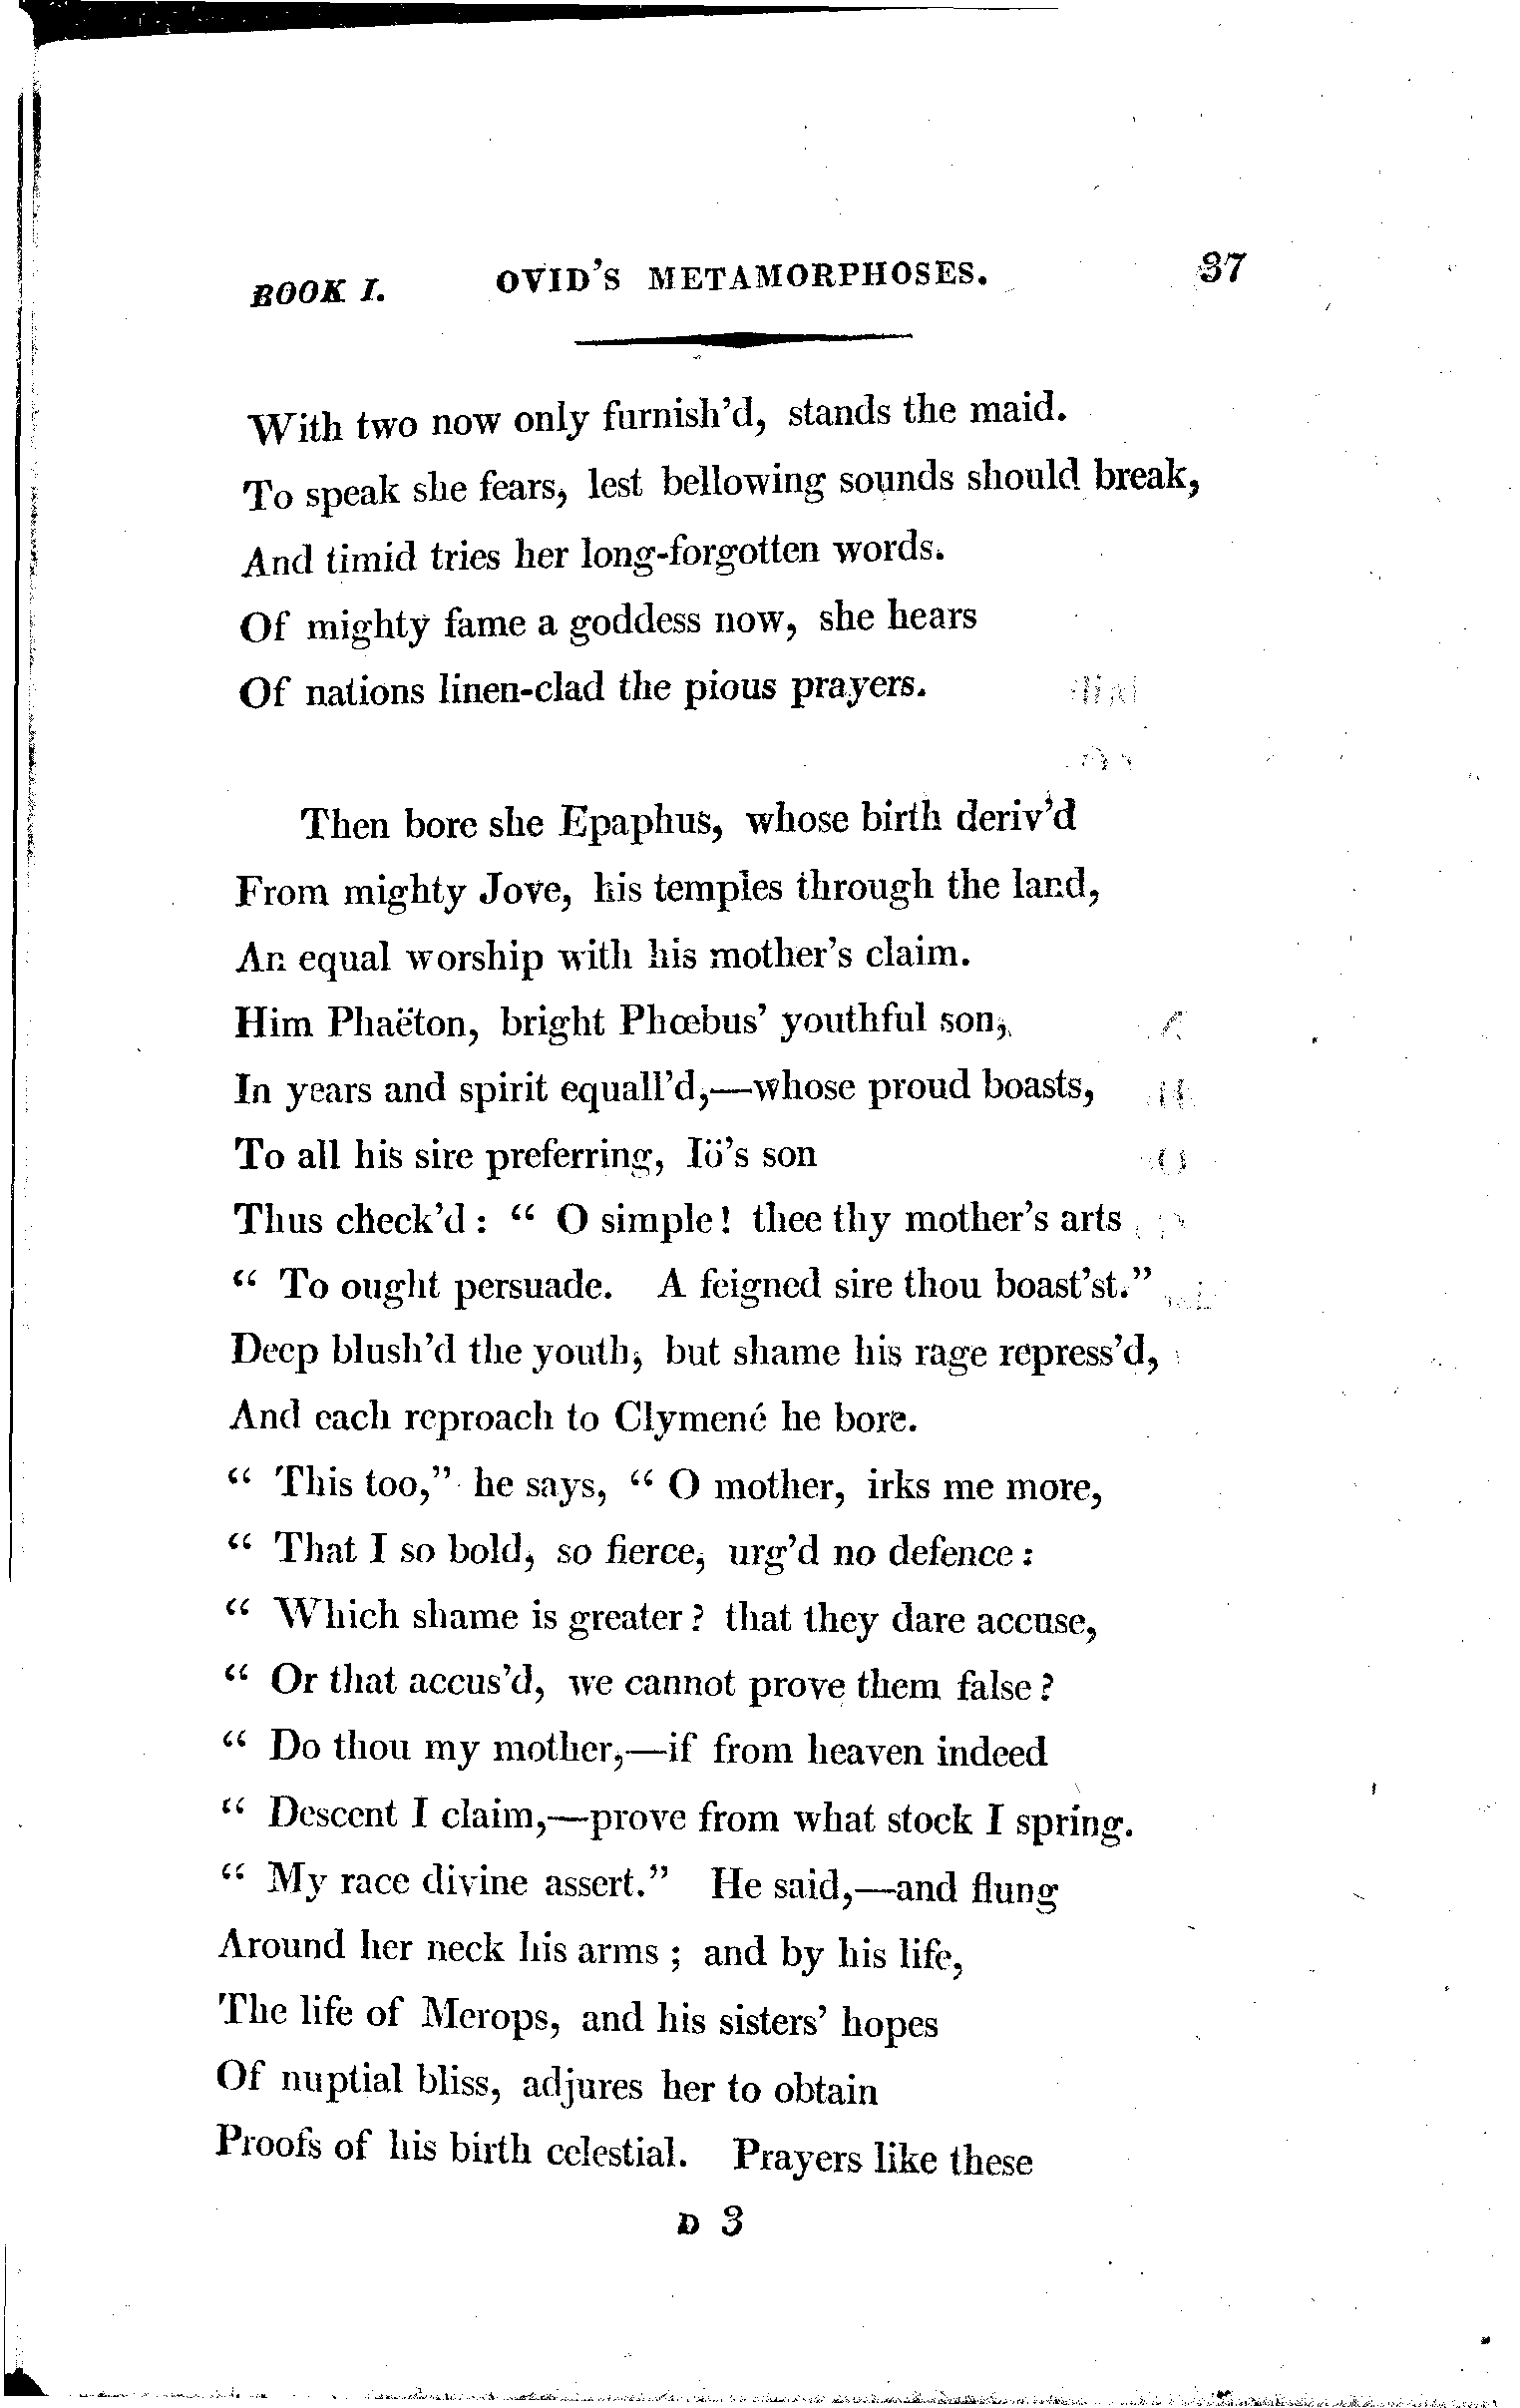 BOOK I. OVID'S METAMORPHOSES. 37
With two now only furnish'd, stands the maid.
To speak she fears, lest bellowing sounds should break,
And timid tries her long-forgotten words.
Of mighty fame a goddess now, she hears
Of nations linen-clad the pious prayers.
Then bore she Epaphus, whose birth deriv'd
From mighty Jove, his temples through the land,
An equal worship with his mother's claim.
Him Phaëton, bright Phœbus' youthful son,
In years and spirit equall'd,—whose proud boasts,
To all his sire preferring, Iö's son
Thus check'd: “ O simple! thee thy mother's arts
“ To ought persuade. A feigned sire thou boast'st.”
Deep blush'd the youth, but shame his rage repress'd,
And each reproach to Clymené he bore.
“ This too,” he says, “ O mother, irks me more,
“ That I so bold, so fierce, urg'd no defence:
“ Which shame is greater? that they dare accuse,
“ Or that accus'd, we cannot prove them false?
“ Do thou my mother,—if from heaven indeed
“ Descent I claim,—prove from what stock I spring.
“ My race divine assert.” He said,—and flung
Around her neck his arms; and by his life,
The life of Merops, and his sisters' hopes
Of nuptial bliss, adjures her to obtain
Proofs of his birth celestial. Prayers like these
D 3